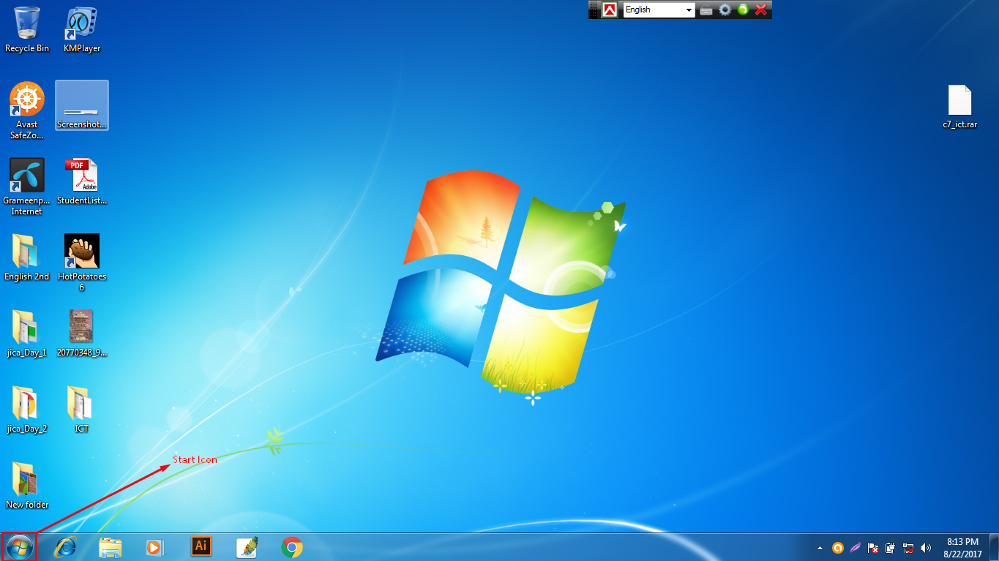 English
Recycle Bin
KMPlayer
Avast
SafeZo...
Screenshot...
c7_ict.rar
Grameenp...
Internet
PDF
Adobe
StudentList...
English 2nd
HotPotatoes
6
jica_Day_1
20770348_9...
jica_Day_2
ICT
Start Icon
New folder
Ai
8:13 PM
8/22/2017